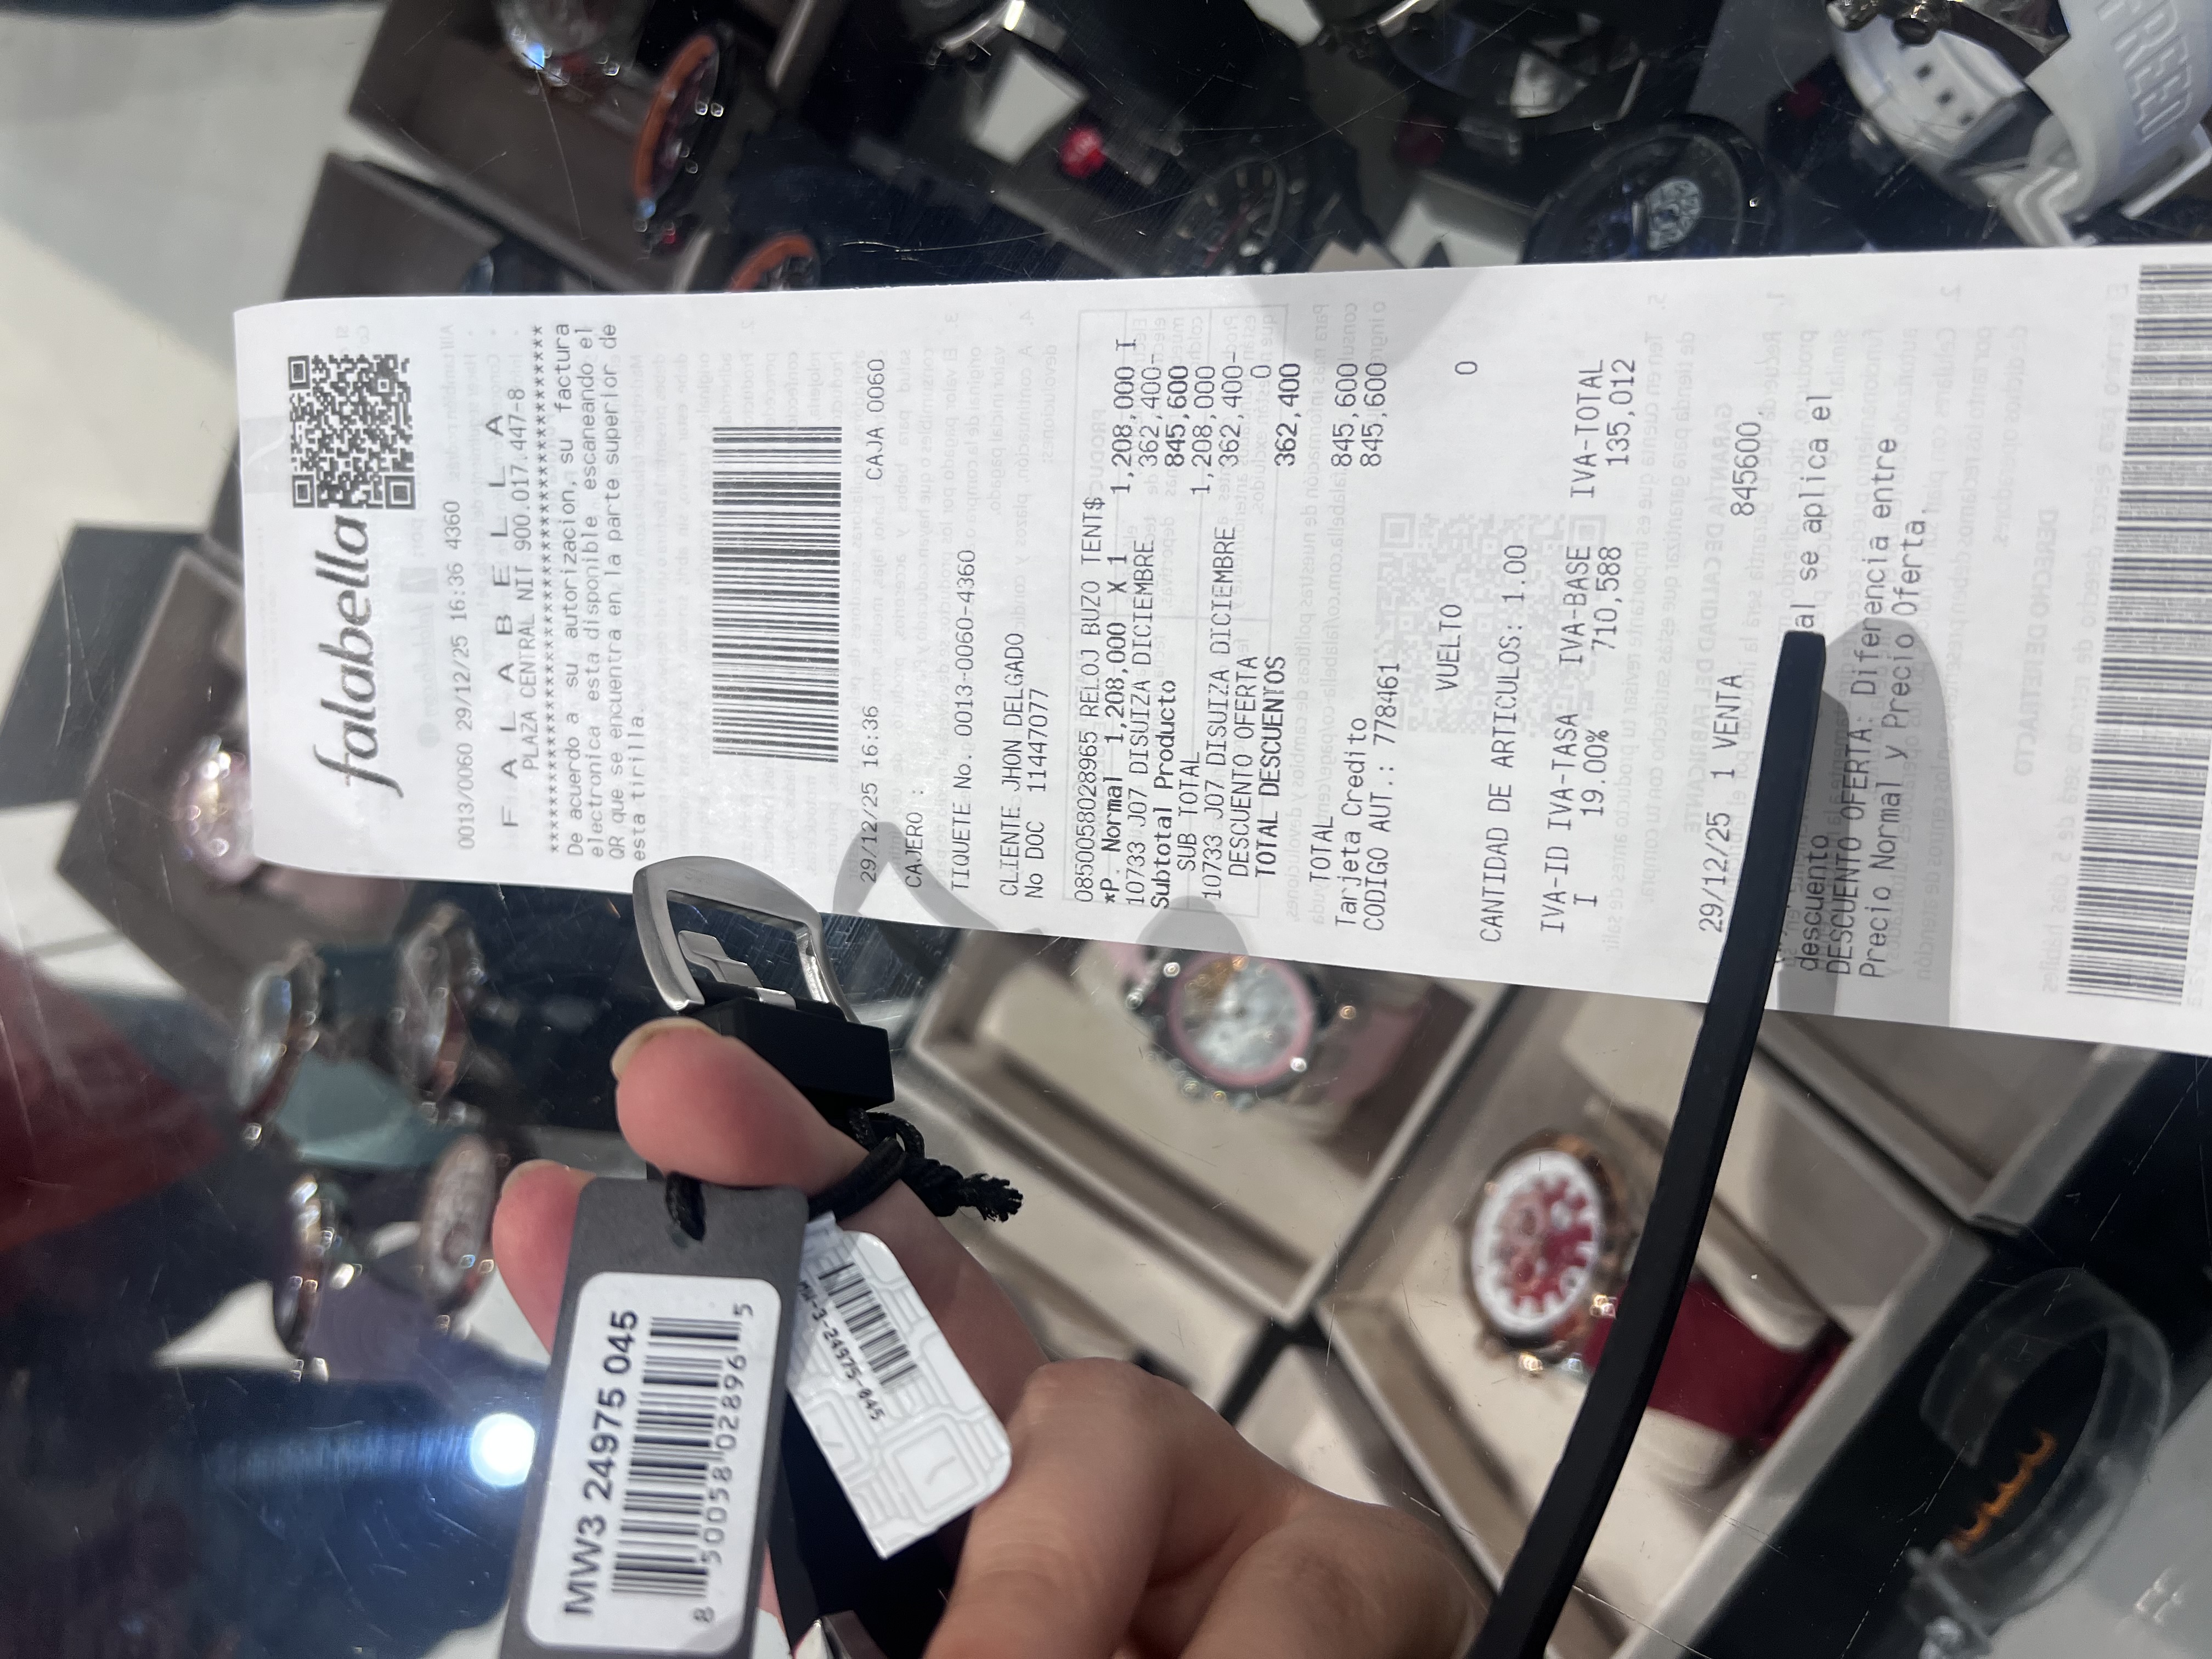 falabella
0013/0060 29/12/25 16:36 4360
F A L A B E L L A
PLAZA CENTRAL NIT 900.017.447-8
****************************************
De acuerdo a su autorizacion, su factura
electronica esta disponible escaneando el
QR que se encuentra en la parte superior de
esta tirilla.
29/12/25 16:36 CAJA 0060
CAJERO :
TIQUETE No. 0013-0060-4360
CLIENTE: JHON DELGADO
No DOC 11447077
0850058028965 RELOJ BUZO TENT$
*P. Normal 1,208,000 X 1 1,208,000 I
10733 J07 DISUIZA DICIEMBRE 362,400-
Subtotal Producto 845,600
SUB TOTAL 1,208,000
10733 J07 DISUIZA DICIEMBRE 362,400-
DESCUENTO OFERTA 0
TOTAL DESCUENTOS 362,400
TOTAL 845,600
Tarjeta Credito 845,600
CODIGO AUT.: 778461
VUELTO 0
CANTIDAD DE ARTICULOS: 1.00
IVA-ID IVA-TASA IVA-BASE IVA-TOTAL
I 19.00% 710,588 135,012
29/12/25 1 VENTA 845600,
al se aplica el
descuento
DESCUENTO OFERTA: Diferencia entre
Precio Normal y Precio Oferta,
MW3 24975 045
8 50058 02896 5
MW-3-24975-045
FREED